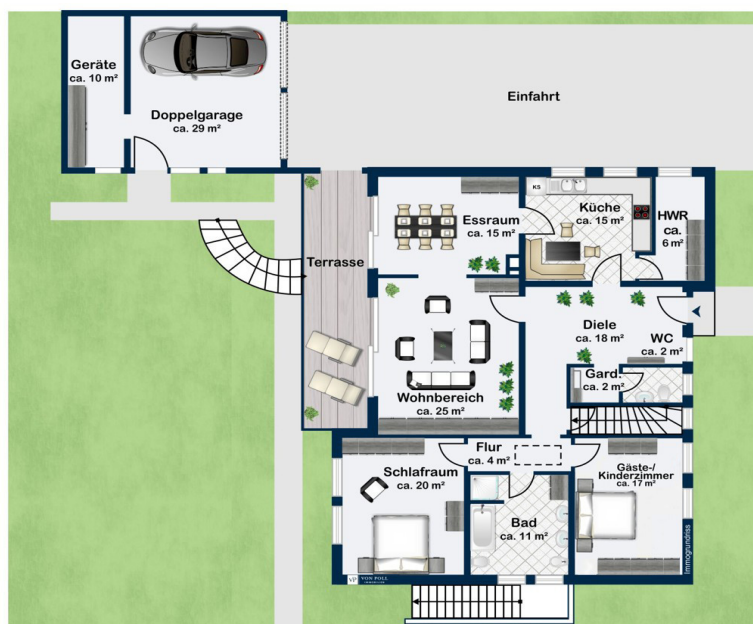 Geräte
ca. 10 m²
Doppelgarage
ca. 29 m²
Einfahrt
KS
Küche
ca. 15 m²
HWR
ca.
6 m²
Essraum
ca. 15 m²
Terrasse
Diele
ca. 18 m²
WC
ca. 2 m²
Gard.
ca. 2 m²
Wohnbereich
ca. 25 m²
Flur
ca. 4 m²
Schlafraum
ca. 20 m²
Gäste-/
Kinderzimmer
ca. 17 m²
Bad
ca. 11 m²
Immogrundriss
VP VON POLL
IMMOBILIEN